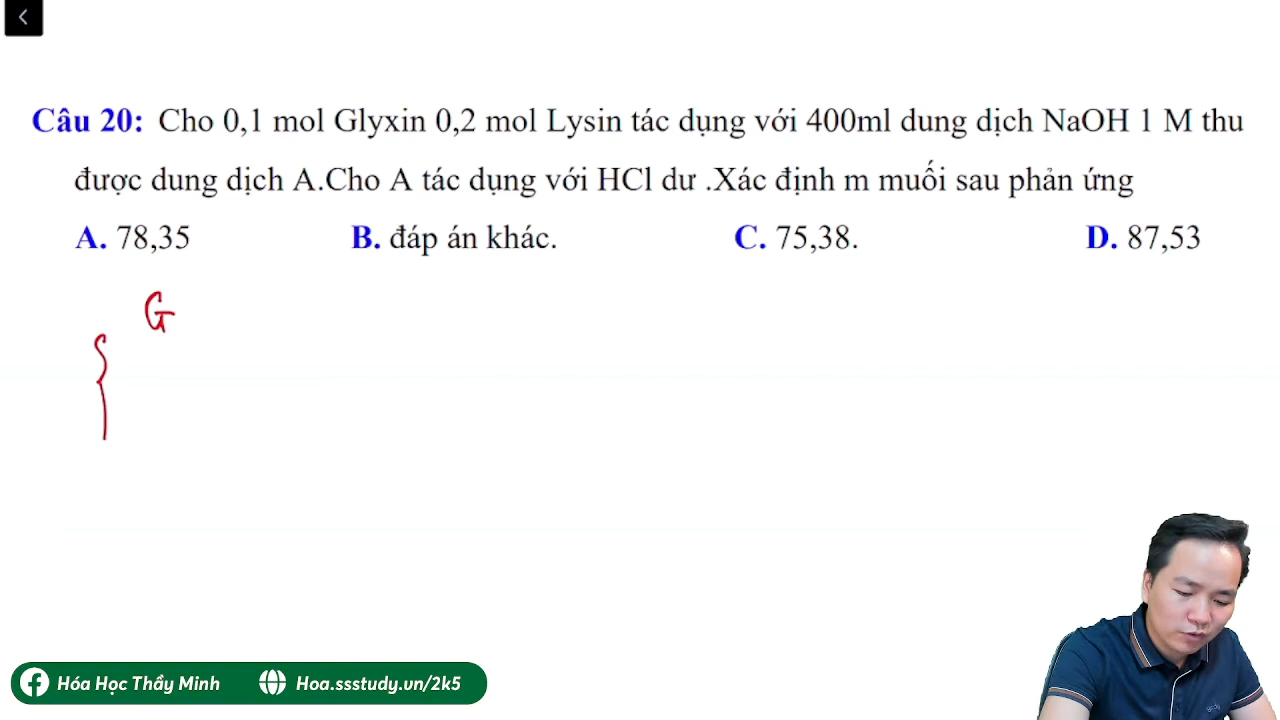 Câu 20: Cho 0,1 mol Glyxin 0,2 mol Lysin tác dụng với 400ml dung dịch NaOH 1 M thu
được dung dịch A.Cho A tác dụng với HCl dư .Xác định m muối sau phản ứng
A. 78,35 B. đáp án khác. C. 75,38. D. 87,53
G
{
Hóa Học Thầy Minh Hoa.ssstudy.vn/2k5